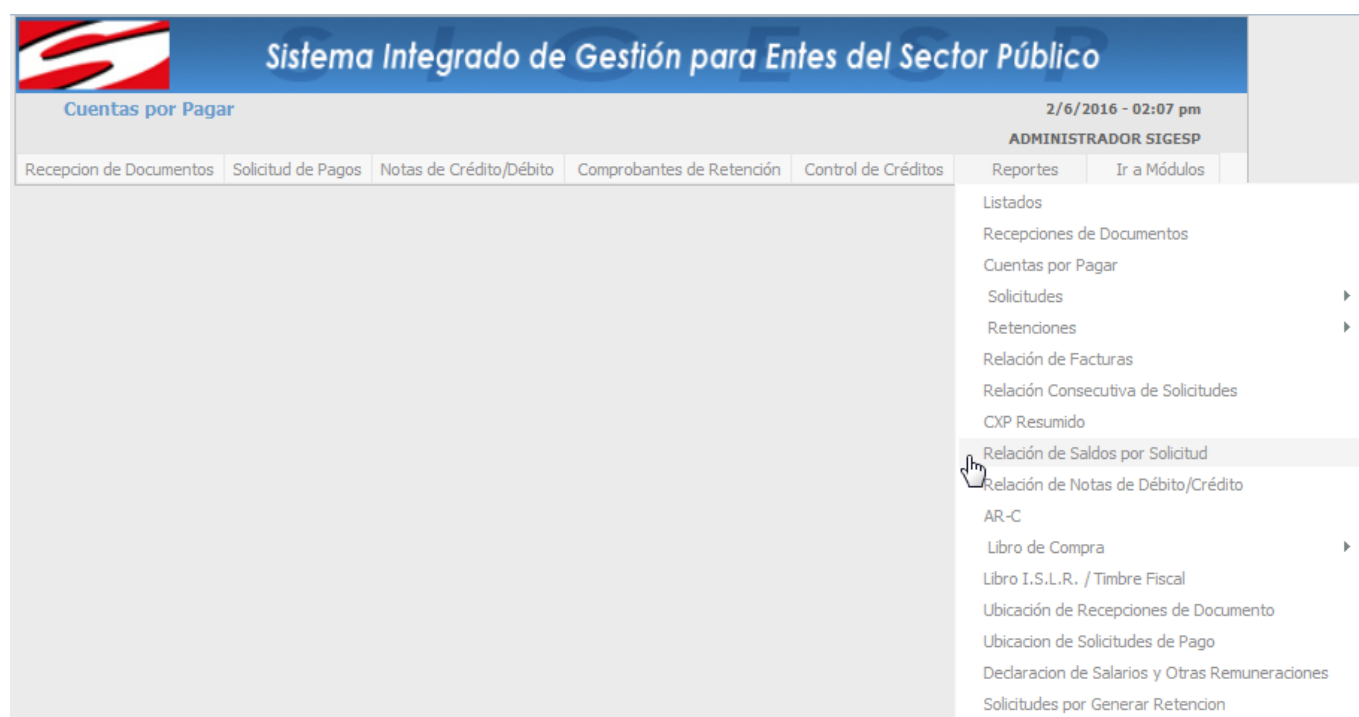 S I G E S P
Sistema Integrado de Gestión para Entes del Sector Público
Cuentas por Pagar
2/6/2016 - 02:07 pm
ADMINISTRADOR SIGESP
Recepcion de Documentos Solicitud de Pagos Notas de Crédito/Débito Comprobantes de Retención Control de Créditos Reportes Ir a Módulos
Listados
Recepciones de Documentos
Cuentas por Pagar
Solicitudes
Retenciones
Relación de Facturas
Relación Consecutiva de Solicitudes
CXP Resumido
Relación de Saldos por Solicitud
Relación de Notas de Débito/Crédito
AR-C
Libro de Compra
Libro I.S.L.R. / Timbre Fiscal
Ubicación de Recepciones de Documento
Ubicacion de Solicitudes de Pago
Declaracion de Salarios y Otras Remuneraciones
Solicitudes por Generar Retencion